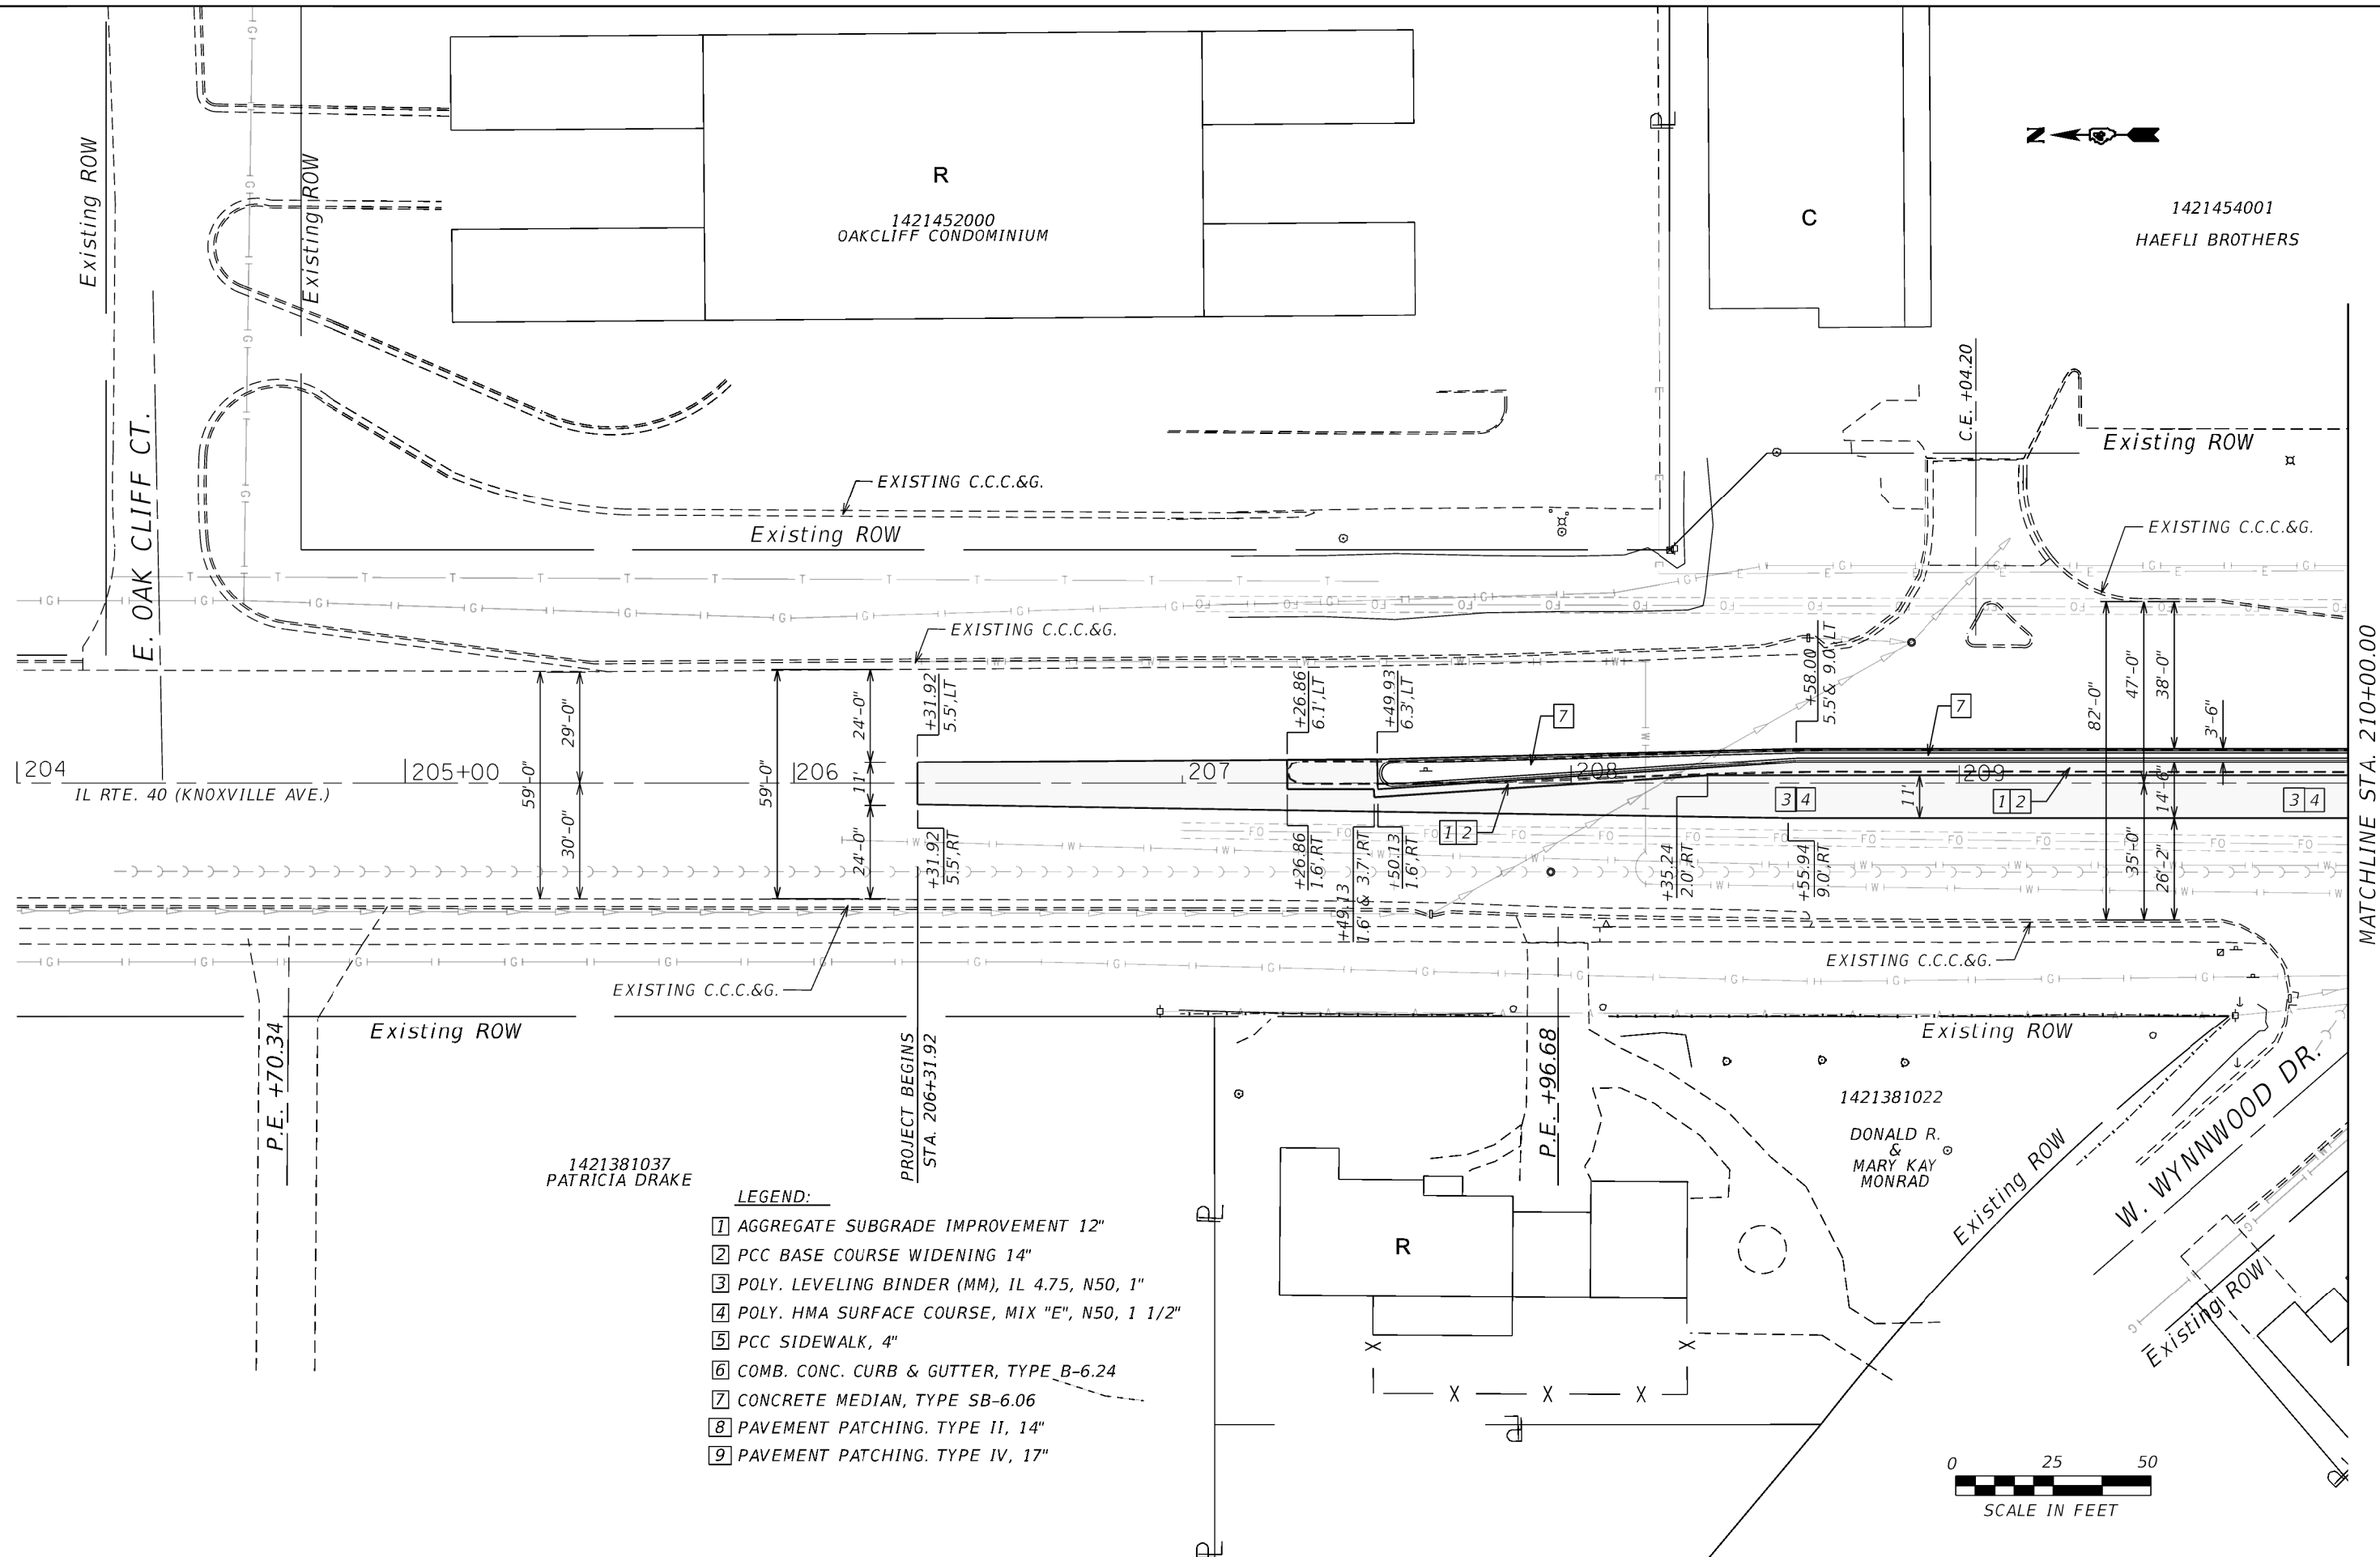 Existing ROW
Existing ROW
R
1421452000
OAKCLIFF CONDOMINIUM
C
N
1421454001
HAEFLI BROTHERS
E. OAK CLIFF CT.
EXISTING C.C.C.&G.
Existing ROW
C.E. +04.20
Existing ROW
EXISTING C.C.C.&G.
EXISTING C.C.C.&G.
204
205+00
206
207
208
209
IL RTE. 40 (KNOXVILLE AVE.)
59'-0"
29'-0"
30'-0"
59'-0"
24'-0"
11'
24'-0"
+31.92
5.5',LT
+31.92
5.5',RT
+26.86
6.1',LT
+49.93
6.3',LT
7
+58.00
5.5'& 9.0',LT
7
82'-0"
47'-0"
38'-0"
3'-6"
+26.86
1.6',RT
+49.13
1.6' & 3.7',RT
+50.13
1.6',RT
1 2
+35.24
2.0',RT
3 4
+55.94
9.0',RT
11'
1 2
14'-6"
35'-0"
26'-2"
3 4
MATCHLINE STA. 210+00.00
EXISTING C.C.C.&G.
EXISTING C.C.C.&G.
Existing ROW
P.E. +70.34
PROJECT BEGINS
STA. 206+31.92
P.E. +96.68
Existing ROW
1421381022
DONALD R.
&
MARY KAY
MONRAD
Existing ROW
W. WYNNWOOD DR.
Existing ROW
1421381037
PATRICIA DRAKE
R
LEGEND:
1 AGGREGATE SUBGRADE IMPROVEMENT 12"
2 PCC BASE COURSE WIDENING 14"
3 POLY. LEVELING BINDER (MM), IL 4.75, N50, 1"
4 POLY. HMA SURFACE COURSE, MIX "E", N50, 1 1/2"
5 PCC SIDEWALK, 4"
6 COMB. CONC. CURB & GUTTER, TYPE B-6.24
7 CONCRETE MEDIAN, TYPE SB-6.06
8 PAVEMENT PATCHING. TYPE II, 14"
9 PAVEMENT PATCHING. TYPE IV, 17"
0 25 50
SCALE IN FEET